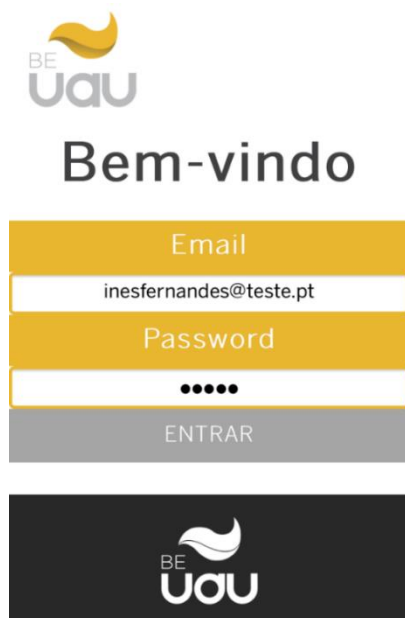 BE
uau
Bem-vindo
Email
inesfernandes@teste.pt
Password
●●●●●
ENTRAR
BE
uau